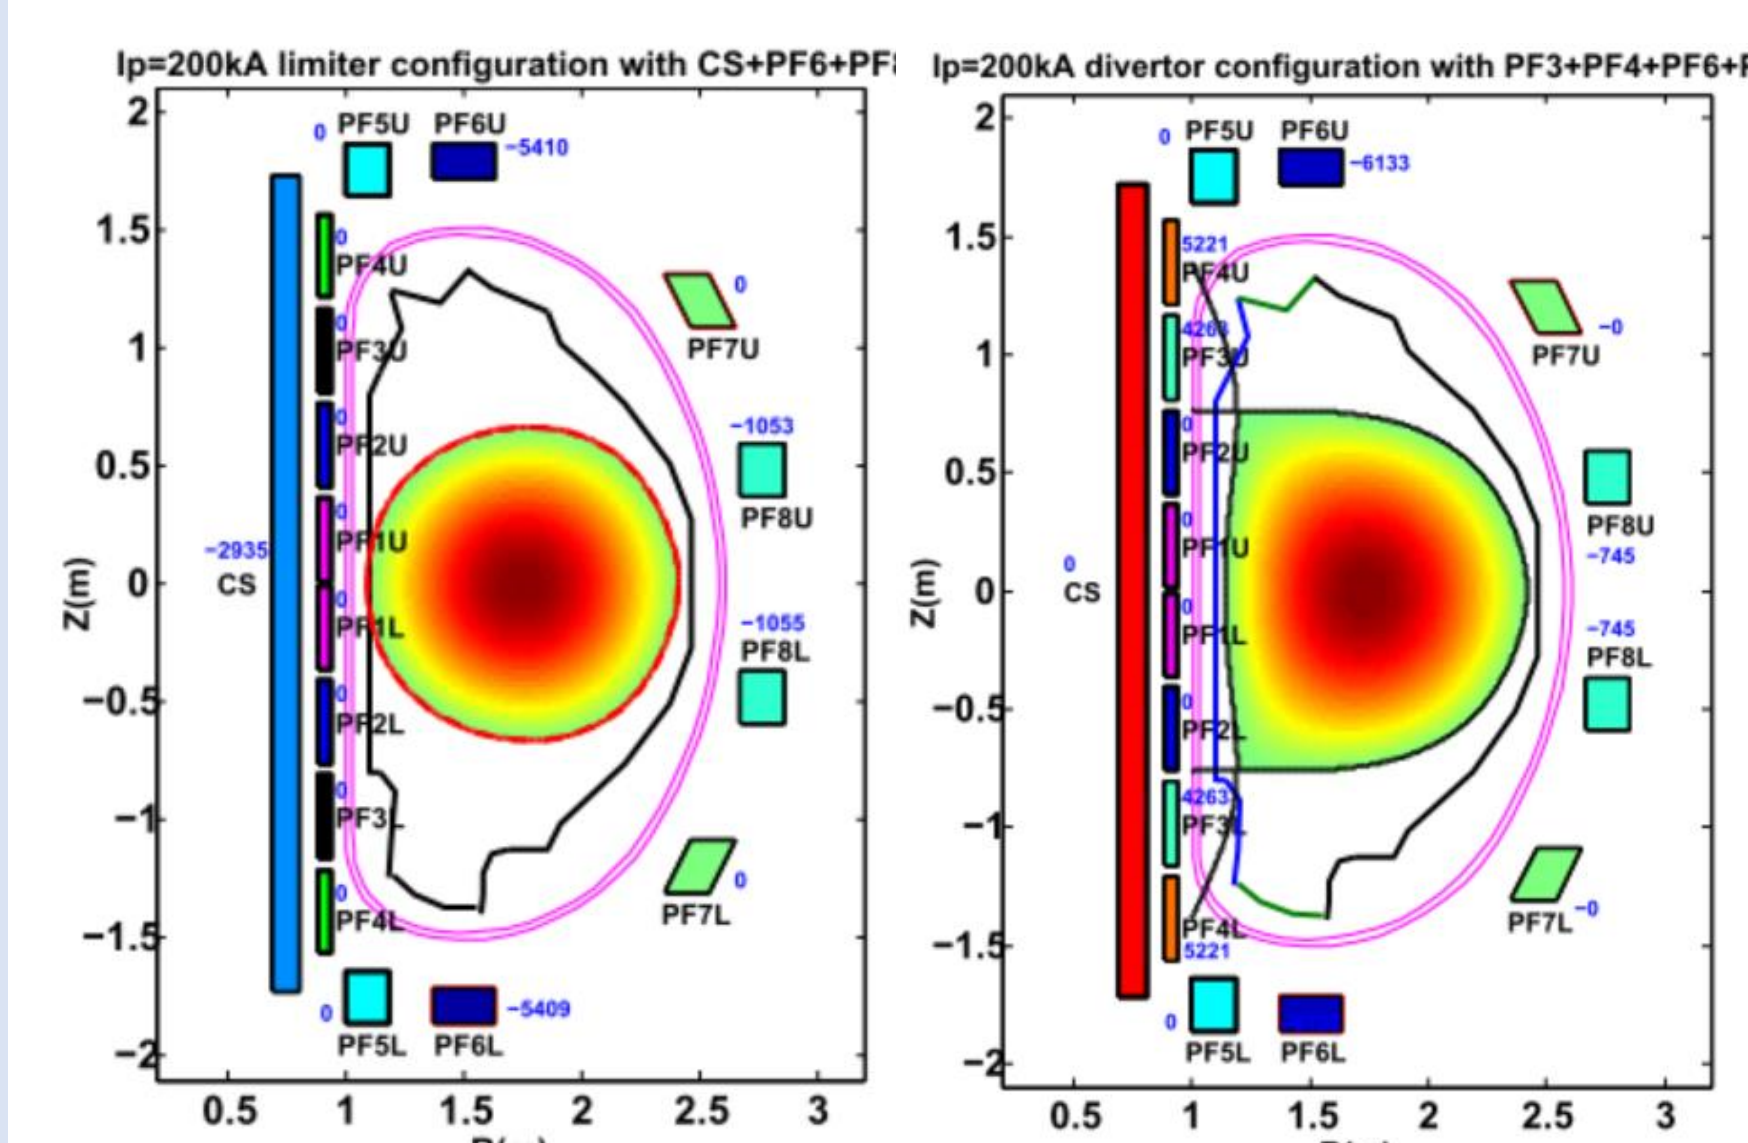 Ip=200kA limiter configuration with CS+PF6+PF8
2
1.5
1
0.5
0
−0.5
−1
−1.5
−2
Z(m)
0.5
1
1.5
2
2.5
3
0
PF5U
PF6U
−5410
0
PF4U
0
PF3U
0
PF2U
0
PF1U
−2935
CS
0
PF1L
0
PF2L
0
PF3L
0
PF4L
0
PF5L
PF6L
−5409
0
PF7U
−1053
PF8U
−1055
PF8L
0
PF7L
Ip=200kA divertor configuration with PF3+PF4+PF6+
2
1.5
1
0.5
0
−0.5
−1
−1.5
−2
Z(m)
0.5
1
1.5
2
2.5
3
0
PF5U
PF6U
−6133
5221
PF4U
4263
PF3U
0
PF2U
0
PF1U
0
CS
0
PF1L
0
PF2L
4263
PF3L
PF4L
5221
0
PF5L
PF6L
−0
PF7U
PF8U
−745
−745
PF8L
PF7L
−0